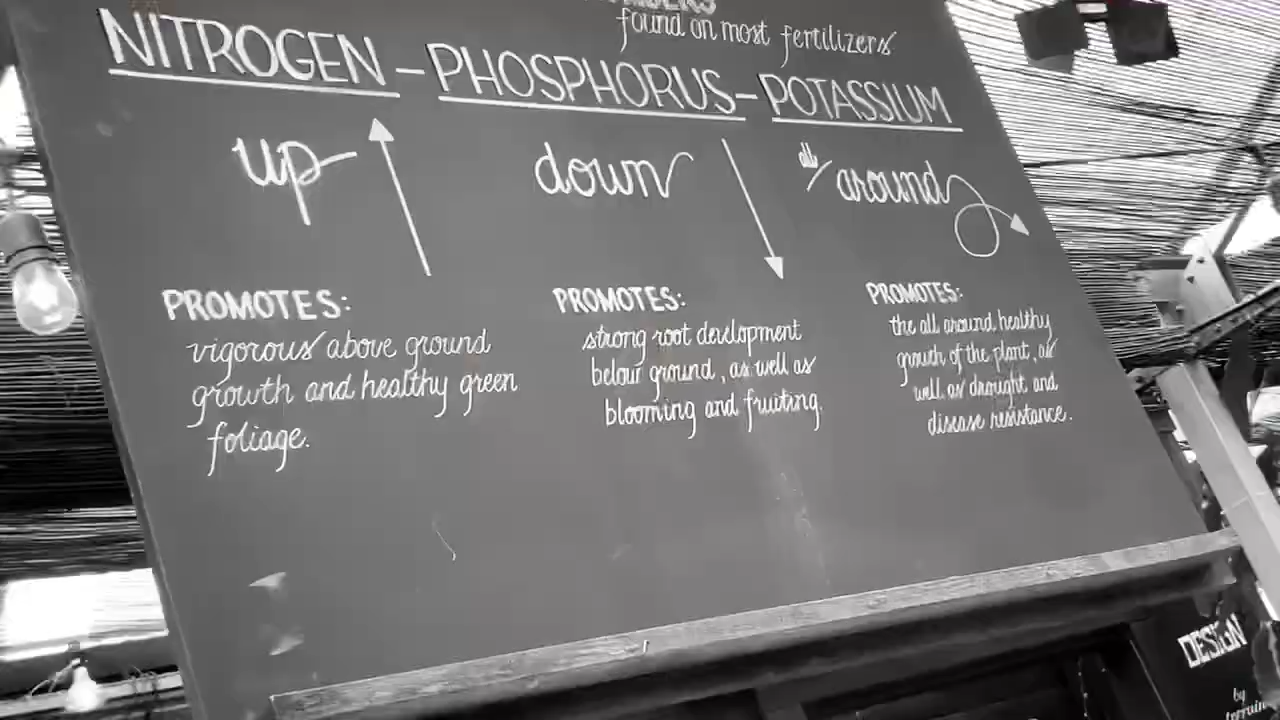 found on most fertilizers
NITROGEN - PHOSPHORUS - POTASSIUM
up
down
all around
PROMOTES:
vigorous above ground
growth and healthy green
foliage.
PROMOTES:
strong root development
below ground, as well as
blooming and fruiting.
PROMOTES:
the all around healthy
growth of the plant, as
well as drought and
disease resistance.
DESIGN
by
terrain